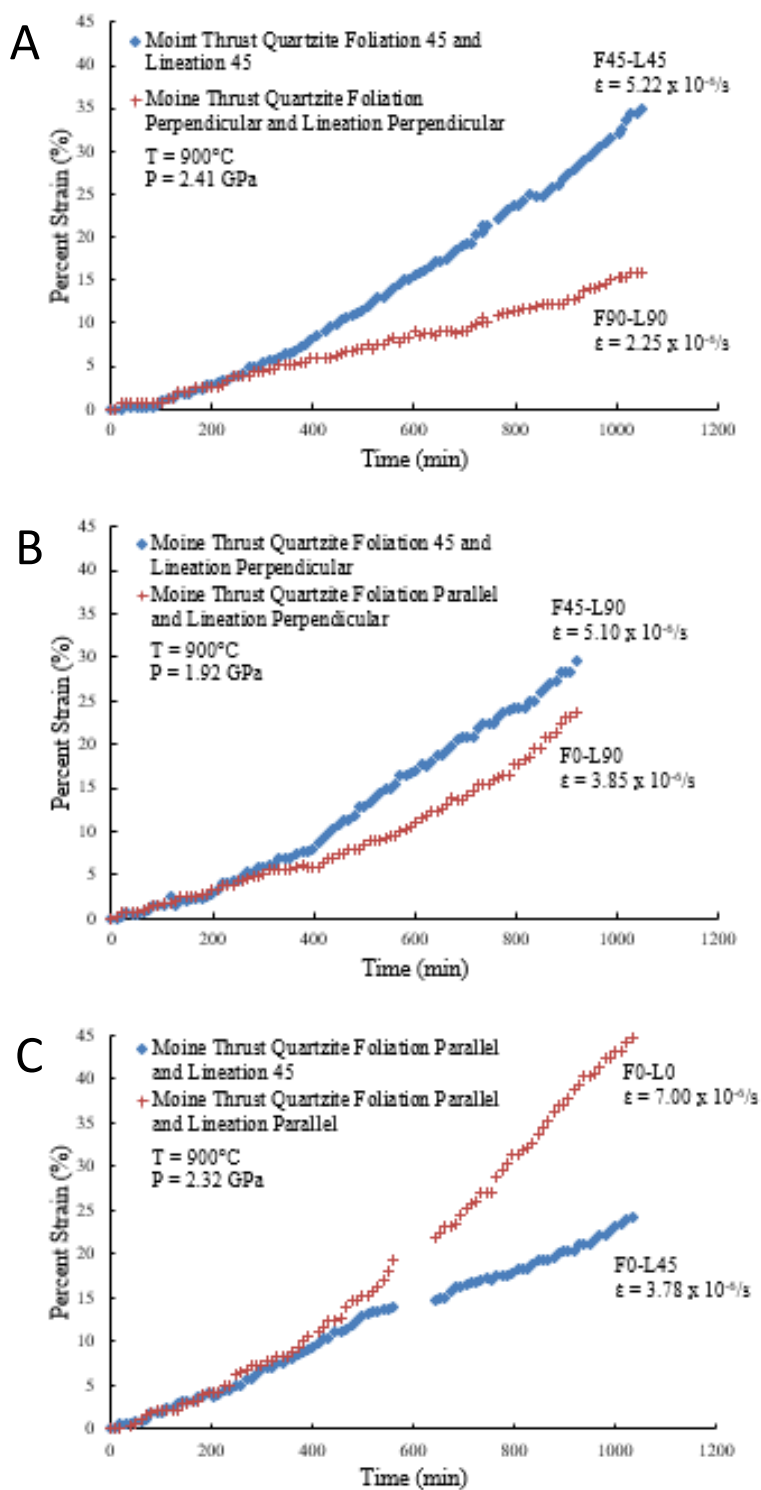 A
45
40
35
30
25
20
15
10
5
0
Percent Strain (%)
Moint Thrust Quartzite Foliation 45 and
Lineation 45
Moine Thrust Quartzite Foliation
Perpendicular and Lineation Perpendicular
T = 900°C
P = 2.41 GPa
F45-L45
ε = 5.22 x 10⁻⁶/s
F90-L90
ε = 2.25 x 10⁻⁶/s
0 200 400 600 800 1000 1200
Time (min)
B
45
40
35
30
25
20
15
10
5
0
Percent Strain (%)
Moine Thrust Quartzite Foliation 45 and
Lineation Perpendicular
Moine Thrust Quartzite Foliation Parallel
and Lineation Perpendicular
T = 900°C
P = 1.92 GPa
F45-L90
ε = 5.10 x 10⁻⁶/s
F0-L90
ε = 3.85 x 10⁻⁶/s
0 200 400 600 800 1000 1200
Time (min)
C
45
40
35
30
25
20
15
10
5
0
Percent Strain (%)
Moine Thrust Quartzite Foliation Parallel
and Lineation 45
Moine Thrust Quartzite Foliation Parallel
and Lineation Parallel
T = 900°C
P = 2.32 GPa
F0-L0
ε = 7.00 x 10⁻⁶/s
F0-L45
ε = 3.78 x 10⁻⁶/s
0 200 400 600 800 1000 1200
Time (min)